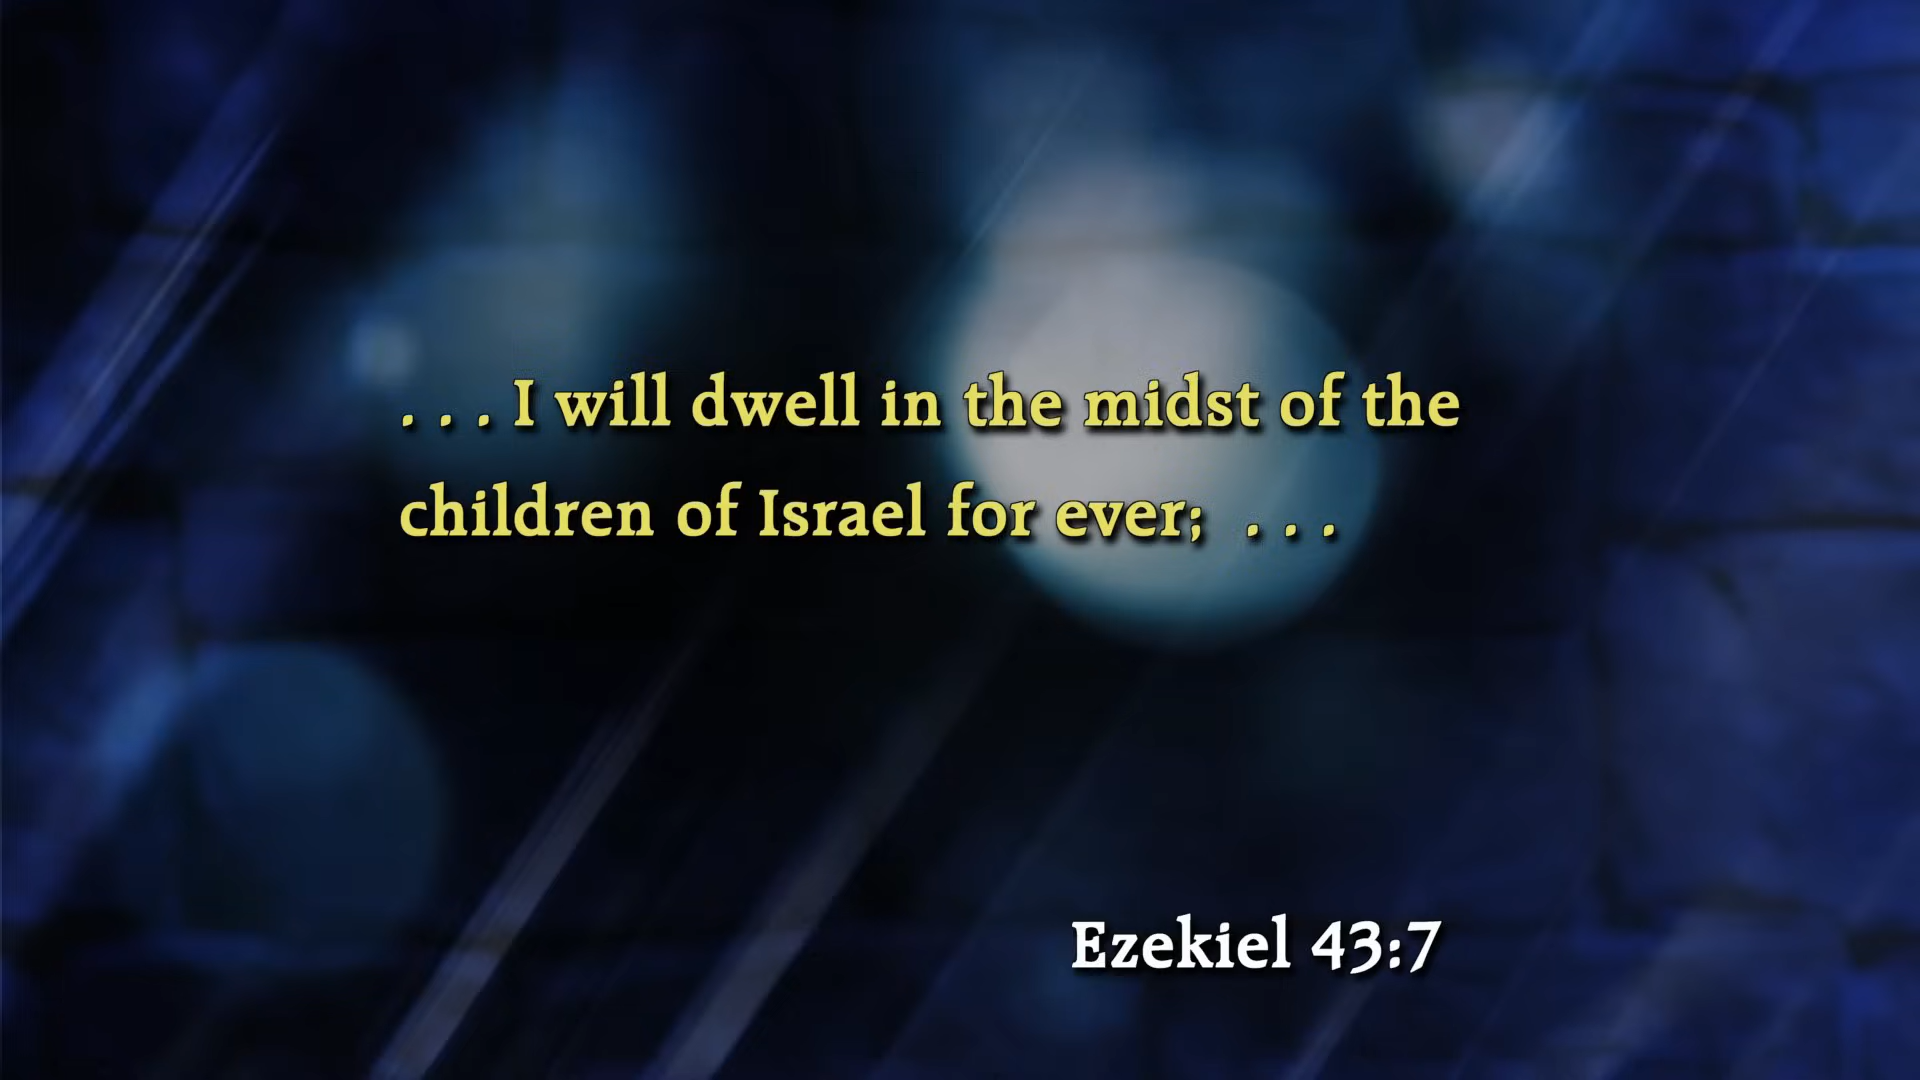 . . . I will dwell in the midst of the
children of Israel for ever;  . . .
Ezekiel 43:7